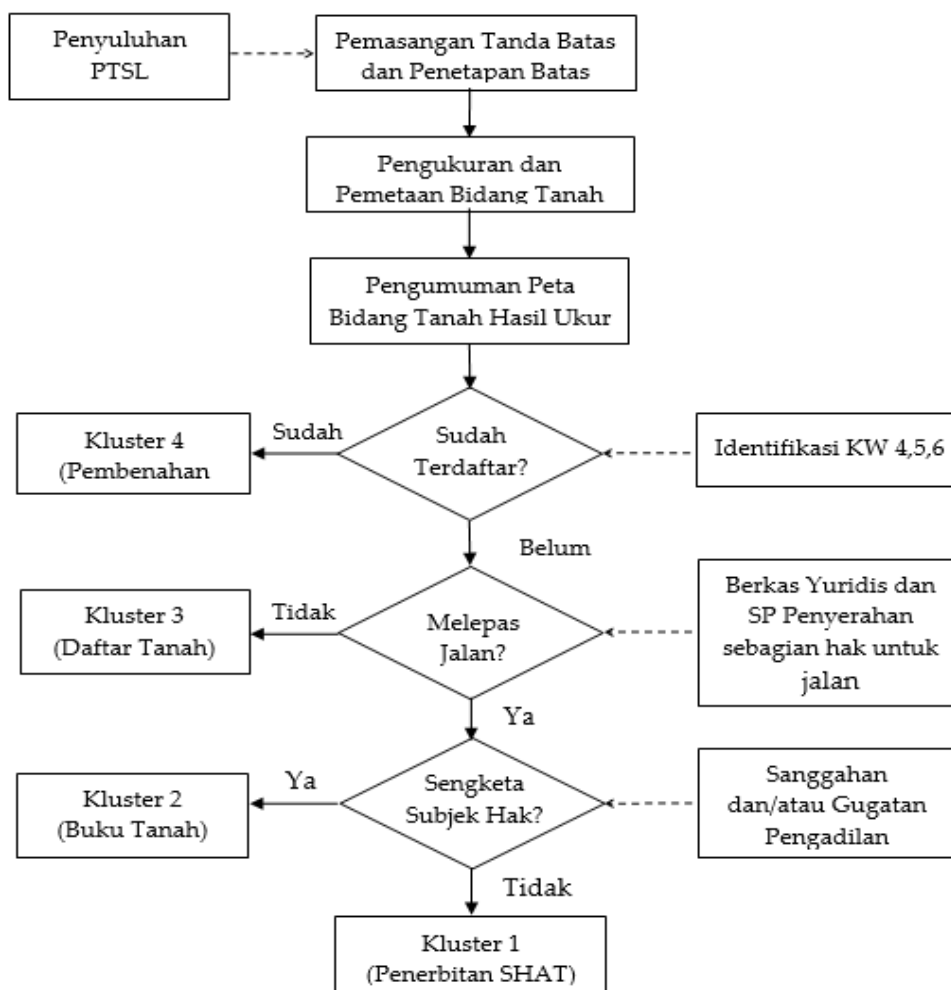 Penyuluhan
PTSL
Pemasangan Tanda Batas
dan Penetapan Batas
Pengukuran dan
Pemetaan Bidang Tanah
Pengumuman Peta
Bidang Tanah Hasil Ukur
Kluster 4
(Pembenahan
Sudah
Sudah
Terdaftar?
Identifikasi KW 4,5,6
Belum
Kluster 3
(Daftar Tanah)
Tidak
Melepas
Jalan?
Berkas Yuridis dan
SP Penyerahan
sebagian hak untuk
jalan
Ya
Kluster 2
(Buku Tanah)
Ya
Sengketa
Subjek Hak?
Sanggahan
dan/atau Gugatan
Pengadilan
Tidak
Kluster 1
(Penerbitan SHAT)